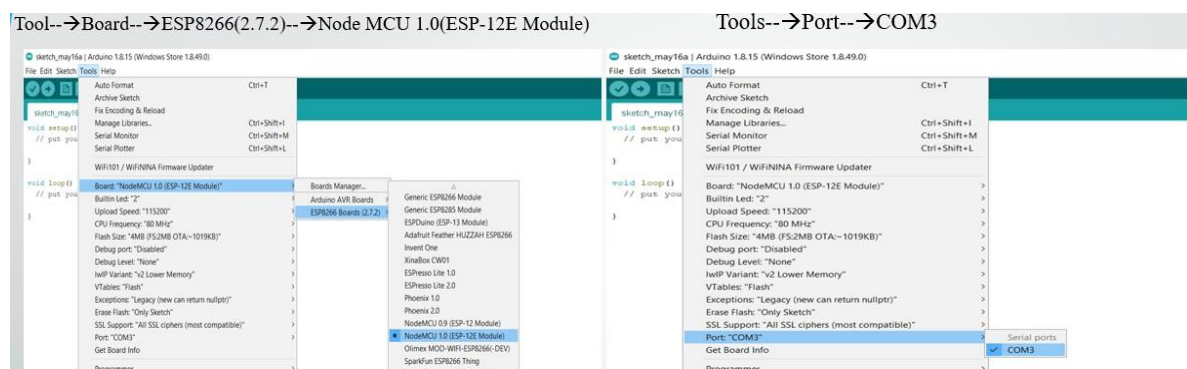 Tool--→Board--→ESP8266(2.7.2)--→Node MCU 1.0(ESP-12E Module)
Tools--→Port--→COM3
sketch_may16a | Arduino 1.8.15 (Windows Store 1.8.49.0)
File Edit Sketch Tools Help
Auto Format Ctrl+T
Archive Sketch
Fix Encoding & Reload
Manage Libraries... Ctrl+Shift+I
Serial Monitor Ctrl+Shift+M
Serial Plotter Ctrl+Shift+L
WiFi101 / WiFiNINA Firmware Updater
Board: "NodeMCU 1.0 (ESP-12E Module)"
Builtin Led: "2"
Upload Speed: "115200"
CPU Frequency: "80 MHz"
Flash Size: "4MB (FS:2MB OTA:~1019KB)"
Debug port: "Disabled"
Debug Level: "None"
lwIP Variant: "v2 Lower Memory"
VTables: "Flash"
Exceptions: "Legacy (new can return nullptr)"
Erase Flash: "Only Sketch"
SSL Support: "All SSL ciphers (most compatible)"
Port: "COM3"
Get Board Info
Programmer
sketch_may16
void setup()
// put you
}
void loop()
// put you
}
Boards Manager...
Arduino AVR Boards
ESP8266 Boards (2.7.2)
Generic ESP8266 Module
Generic ESP8285 Module
ESPDuino (ESP-13 Module)
Adafruit Feather HUZZAH ESP8266
Invent One
XinaBox CW01
ESPresso Lite 1.0
ESPresso Lite 2.0
Phoenix 1.0
Phoenix 2.0
NodeMCU 0.9 (ESP-12 Module)
NodeMCU 1.0 (ESP-12E Module)
Olimex MOD-WIFI-ESP8266(-DEV)
SparkFun ESP8266 Thing
sketch_may16a | Arduino 1.8.15 (Windows Store 1.8.49.0)
File Edit Sketch Tools Help
Auto Format Ctrl+T
Archive Sketch
Fix Encoding & Reload
Manage Libraries... Ctrl+Shift+I
Serial Monitor Ctrl+Shift+M
Serial Plotter Ctrl+Shift+L
WiFi101 / WiFiNINA Firmware Updater
Board: "NodeMCU 1.0 (ESP-12E Module)"
Builtin Led: "2"
Upload Speed: "115200"
CPU Frequency: "80 MHz"
Flash Size: "4MB (FS:2MB OTA:~1019KB)"
Debug port: "Disabled"
Debug Level: "None"
lwIP Variant: "v2 Lower Memory"
VTables: "Flash"
Exceptions: "Legacy (new can return nullptr)"
Erase Flash: "Only Sketch"
SSL Support: "All SSL ciphers (most compatible)"
Port: "COM3"
Get Board Info
Programmer
sketch_may16
void setup()
// put you
}
void loop()
// put you
}
Serial ports
COM3